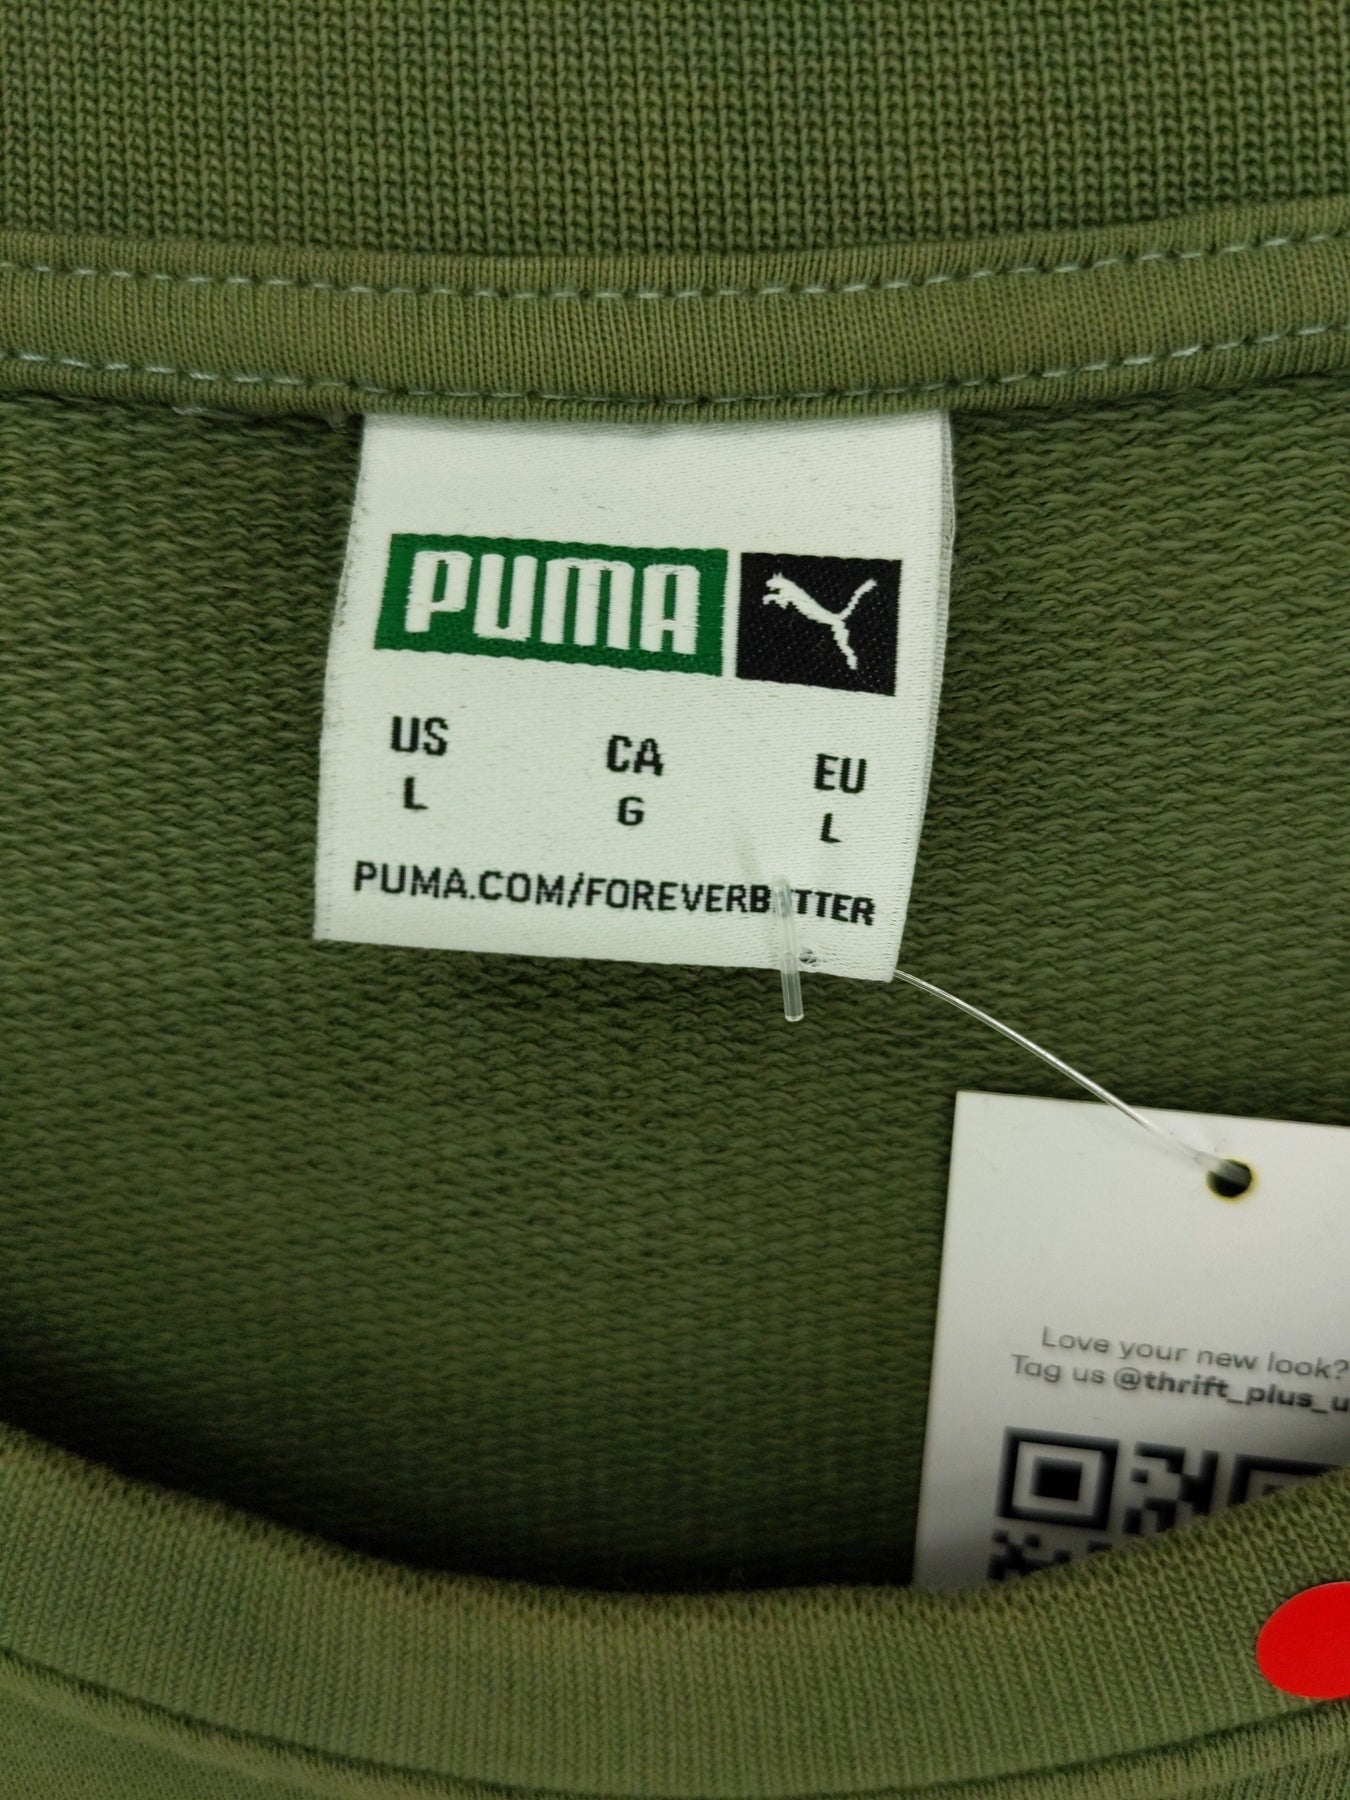 PUMA
US CA EU
L G L
PUMA.COM/FOREVERBETTER
Love your new look?
Tag us @thrift_plus_u